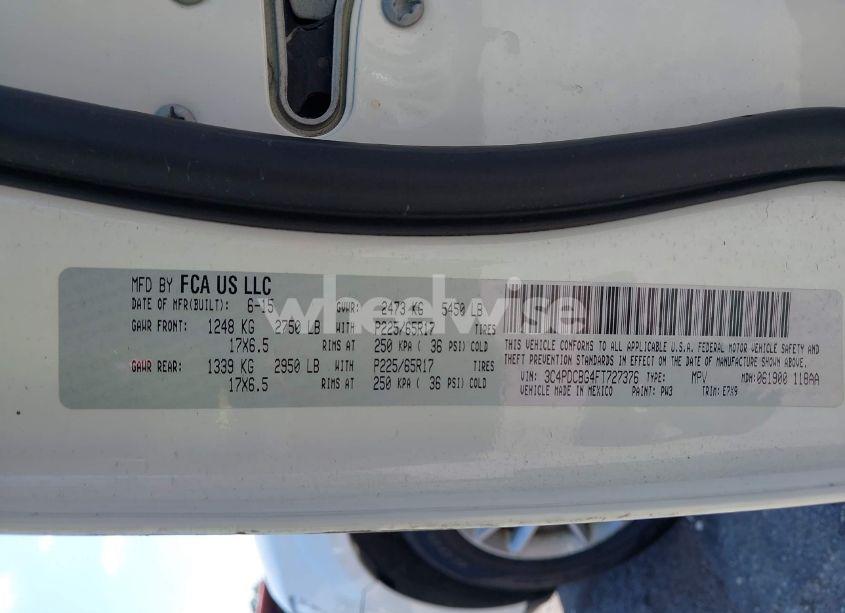 MFD BY FCA US LLC
DATE OF MFR(BUILT): 6-15 GVWR: 2473 KG 5450 LB
GAWR FRONT: 1248 KG 2750 LB WITH P225/65R17 TIRES
17X6.5 RIMS AT 250 KPA ( 36 PSI) COLD
GAWR REAR: 1339 KG 2950 LB WITH P225/65R17 TIRES
17X6.5 RIMS AT 250 KPA ( 36 PSI) COLD
THIS VEHICLE CONFORMS TO ALL APPLICABLE U.S.A. FEDERAL MOTOR VEHICLE SAFETY AND
THEFT PREVENTION STANDARDS IN EFFECT ON THE DATE OF MANUFACTURE SHOWN ABOVE.
VIN: 3C4PDCBG4FT727376 TYPE: MPV MDH: 061900 118AA
VEHICLE MADE IN MEXICO PAINT: PW3 TRIM: E7X9
wheelwise